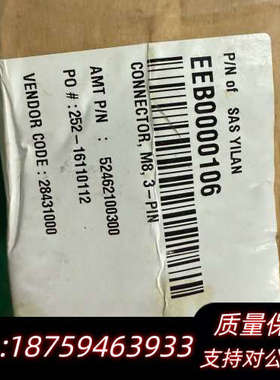 P/N of SAS YILAN
EEB0000106
CONNECTOR, M8, 3-PIN
AMT P/N : 52462100300
PO # : 252-16110112
VENDOR CODE : 28431000
质量保
:18759463933
支持对公